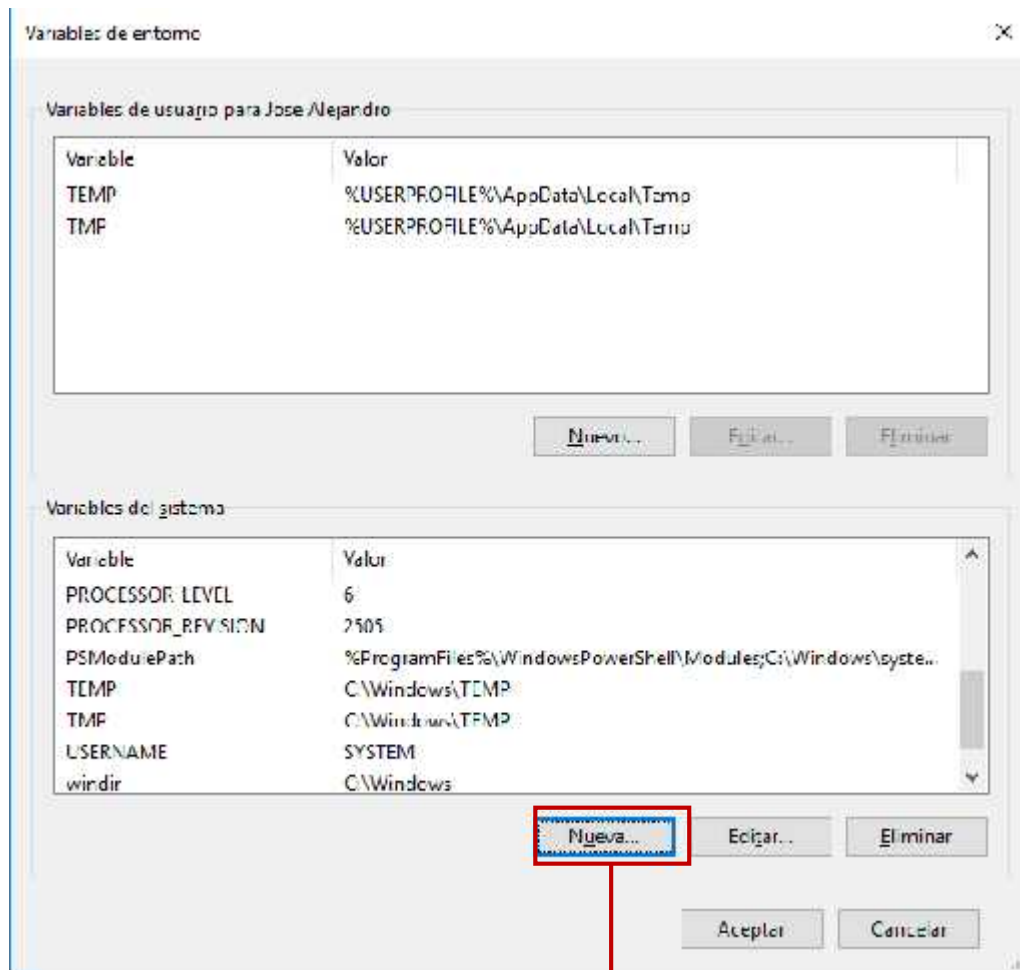 Variables de entorno
Variables de usuario para Jose Alejandro
Variable Valor
TEMP %USERPROFILE%\AppData\Local\Temp
TMP %USERPROFILE%\AppData\Local\Temp
Nuevo... Editar... Eliminar
Variables del sistema
Variable Valor
PROCESSOR_LEVEL 6
PROCESSOR_REVISION 2505
PSModulePath %ProgramFiles%\WindowsPowerShell\Modules;C:\Windows\syste...
TEMP C:\Windows\TEMP
TMP C:\Windows\TEMP
USERNAME SYSTEM
windir C:\Windows
Nueva... Editar... Eliminar
Aceptar Cancelar